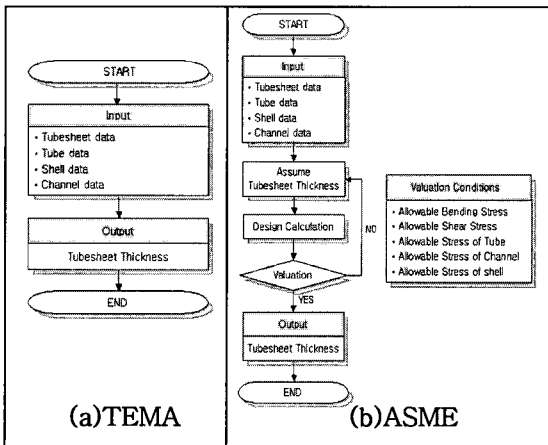 START
Input
• Tubesheet data
• Tube data
• Shell data
• Channel data
Output
Tubesheet Thickness
END
(a)TEMA
START
Input
• Tubesheet data
• Tube data
• Shell data
• Channel data
Assume
Tubesheet Thickness
Design Calculation
Valuation
NO
YES
Output
Tubesheet Thickness
END
Valuation Conditions
• Allowable Bending Stress
• Allowable Shear Stress
• Allowable Stress of Tube
• Allowable Stress of Channel
• Allowable Stress of shell
(b)ASME